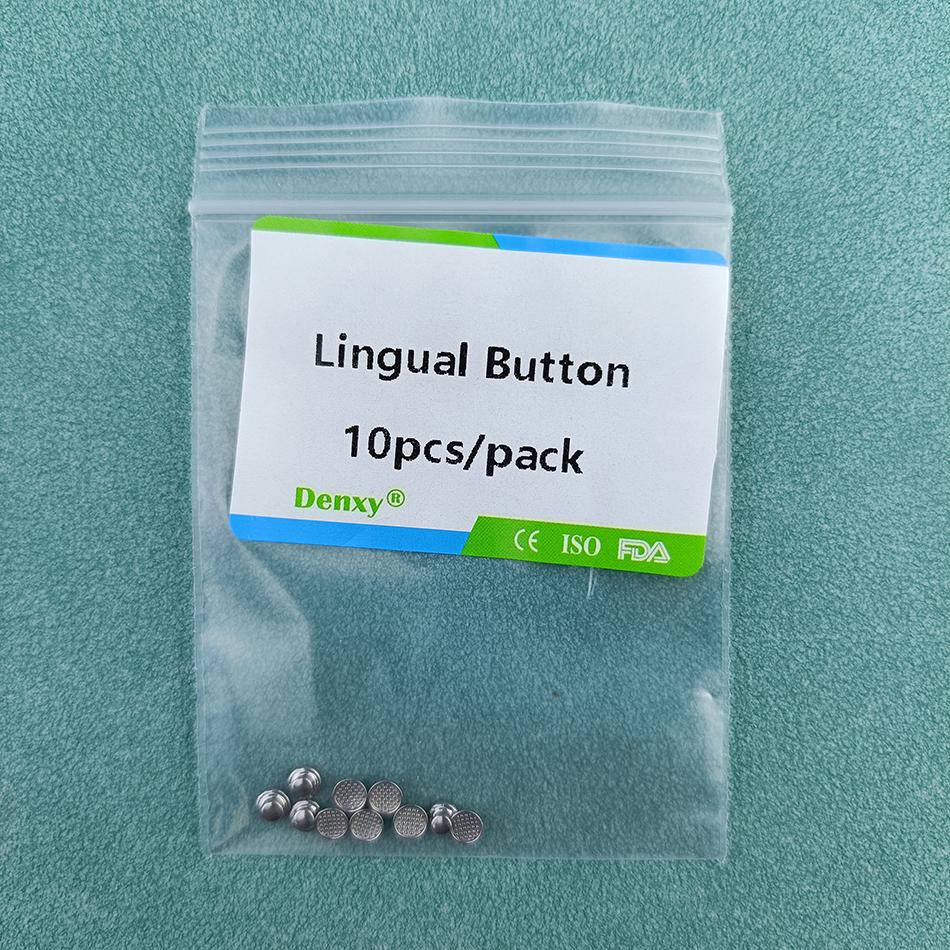 Lingual Button
10pcs/pack
Denxy®
CE ISO FDA